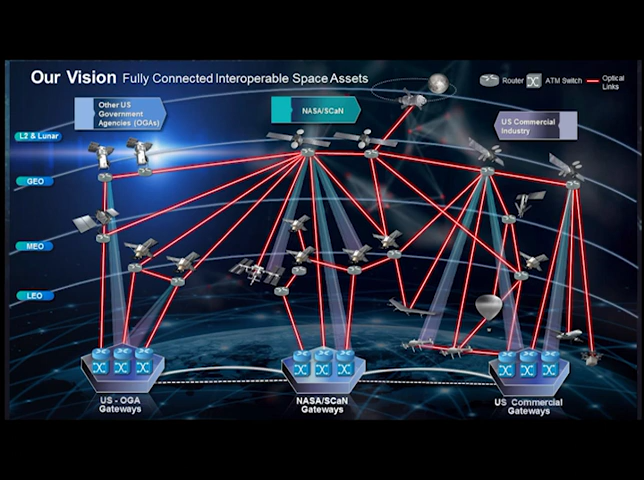 Our Vision Fully Connected Interoperable Space Assets
Router
ATM Switch
Optical
Links
Other US
Government
Agencies (OGAs)
NASA/SCaN
US Commercial
Industry
L2 & Lunar
GEO
MEO
LEO
US - OGA
Gateways
NASA/SCaN
Gateways
US Commercial
Gateways